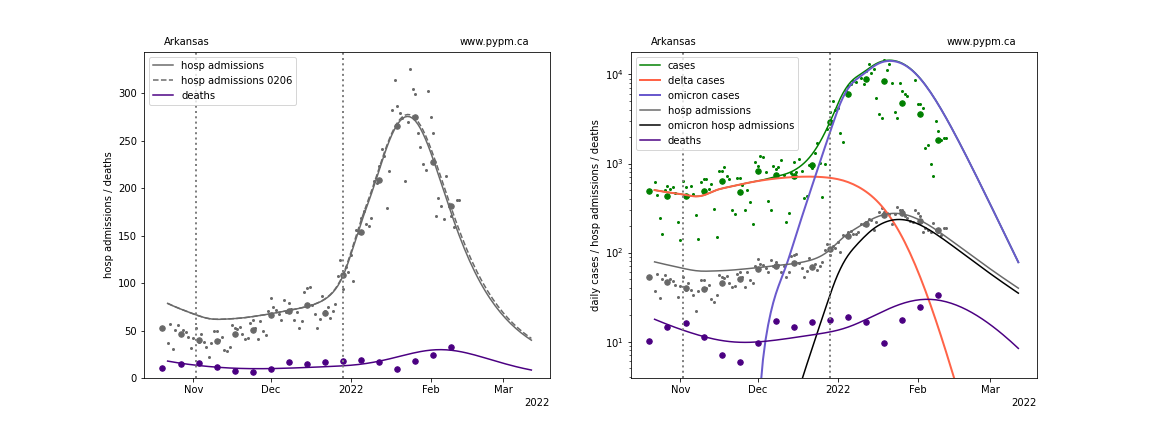 Arkansas
www.pypm.ca
hosp admissions
hosp admissions 0206
deaths
hosp admissions / deaths
300
250
200
150
100
50
0
Nov
Dec
2022
Feb
Mar
2022
Arkansas
www.pypm.ca
cases
delta cases
omicron cases
hosp admissions
omicron hosp admissions
deaths
daily cases / hosp admissions / deaths
10⁴
10³
10²
10¹
Nov
Dec
2022
Feb
Mar
2022